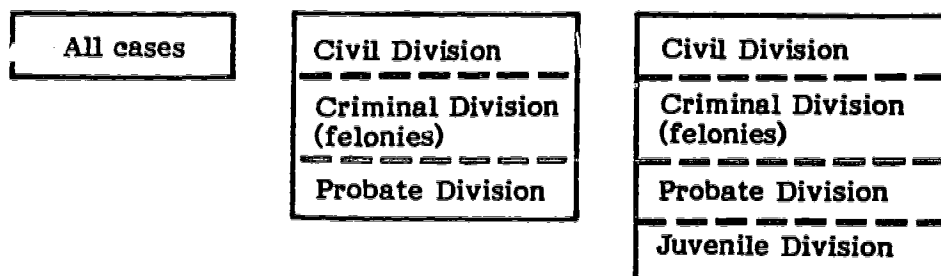 All cases
Civil Division
Criminal Division
(felonies)
Probate Division
Civil Division
Criminal Division
(felonies)
Probate Division
Juvenile Division